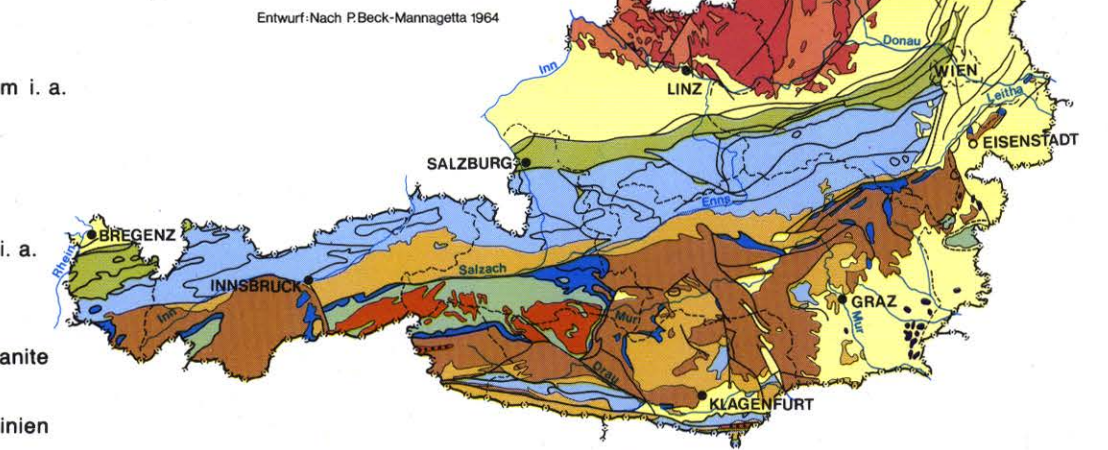 Entwurf:Nach P.Beck-Mannagetta 1964
Donau
WIEN
Inn
m i. a.
LINZ
Leitha
EISENSTADT
SALZBURG
Enns
BREGENZ
Rhein
i. a.
Salzach
INNSBRUCK
GRAZ
Inn
Mur
Mur
anite
Drau
KLAGENFURT
inien